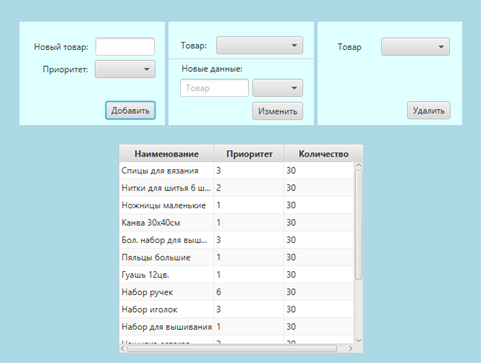 Новый товар:
Приоритет:
Добавить
Товар:
Новые данные:
Товар
Изменить
Товар
Удалить
Наименование Приоритет Количество
Спицы для вязания 3 30
Нитки для шитья 6 ш... 2 30
Ножницы маленькие 1 30
Канва 30х40см 1 30
Бол. набор для выш... 3 30
Пяльцы большие 1 30
Гуашь 12цв. 1 30
Набор ручек 6 30
Набор иголок 3 30
Набор для вышивания 1 30